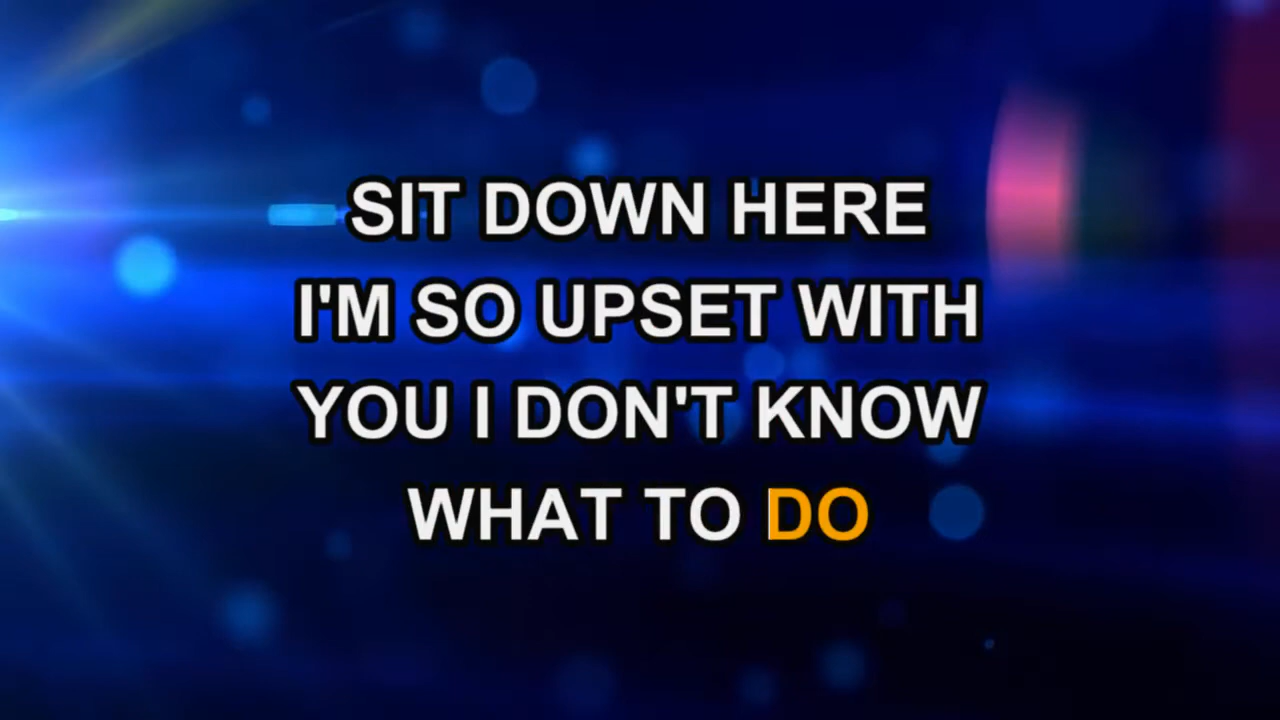 SIT DOWN HERE
I'M SO UPSET WITH
YOU I DON'T KNOW
WHAT TO DO